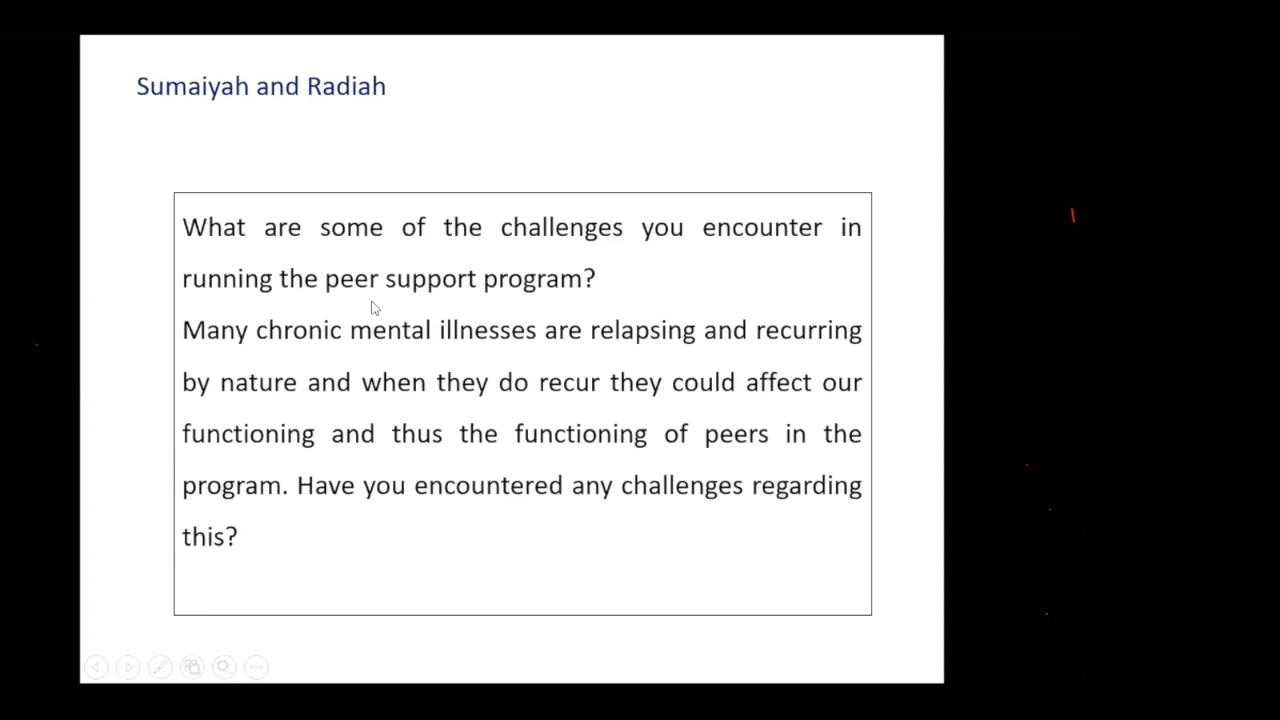 Sumaiyah and Radiah
What are some of the challenges you encounter in
running the peer support program?
Many chronic mental illnesses are relapsing and recurring
by nature and when they do recur they could affect our
functioning and thus the functioning of peers in the
program. Have you encountered any challenges regarding
this?